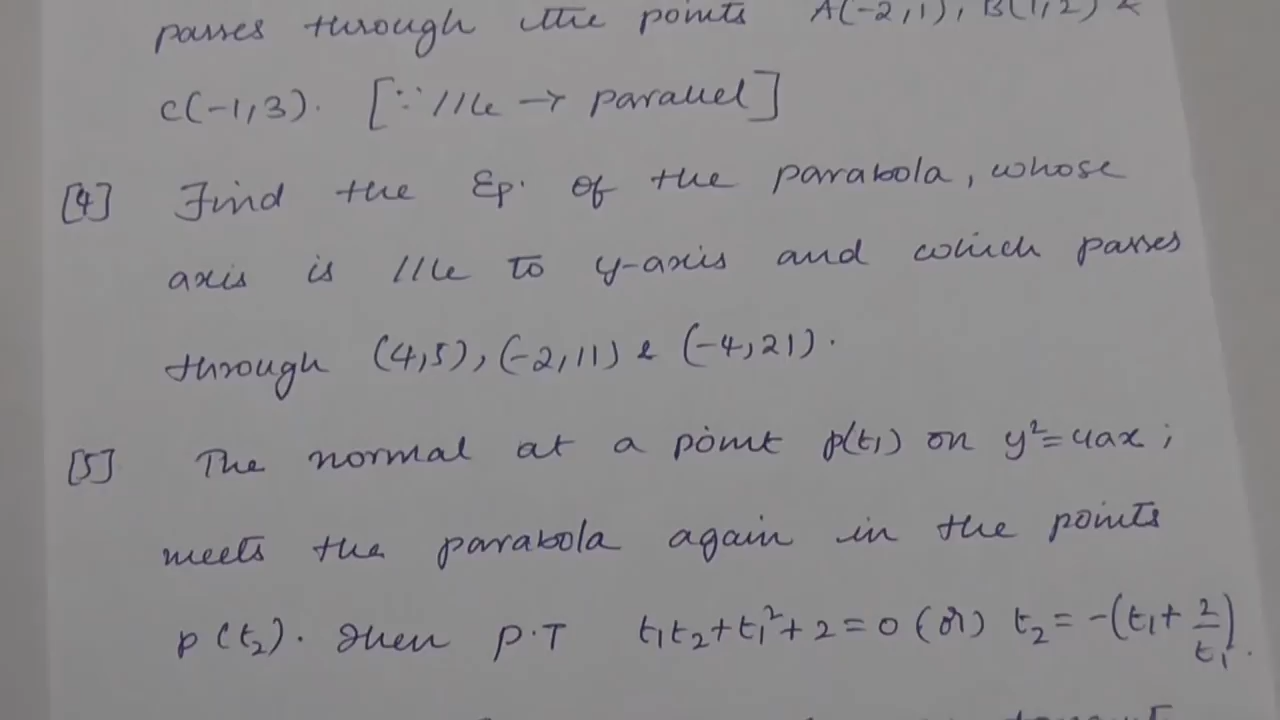 passes through the points A(-2,1), B(1,2) &
C(-1,3). [∵ llle → parallel]
[4] Find the Eq. of the parabola, whose
axis is llle to y-axis and which passes
through (4,5), (-2,11) & (-4,21).
[5] The normal at a point p(t₁) on y²=4ax;
meets the parabola again in the points
p(t₂). Then P.T t₁t₂+t₁²+2=0 (or) t₂=-(t₁+2/t₁).